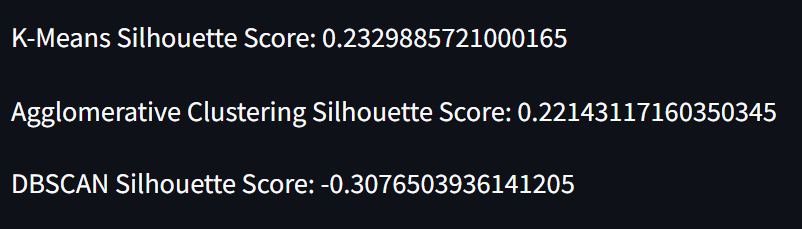 K-Means Silhouette Score: 0.2329885721000165
Agglomerative Clustering Silhouette Score: 0.22143117160350345
DBSCAN Silhouette Score: -0.3076503936141205